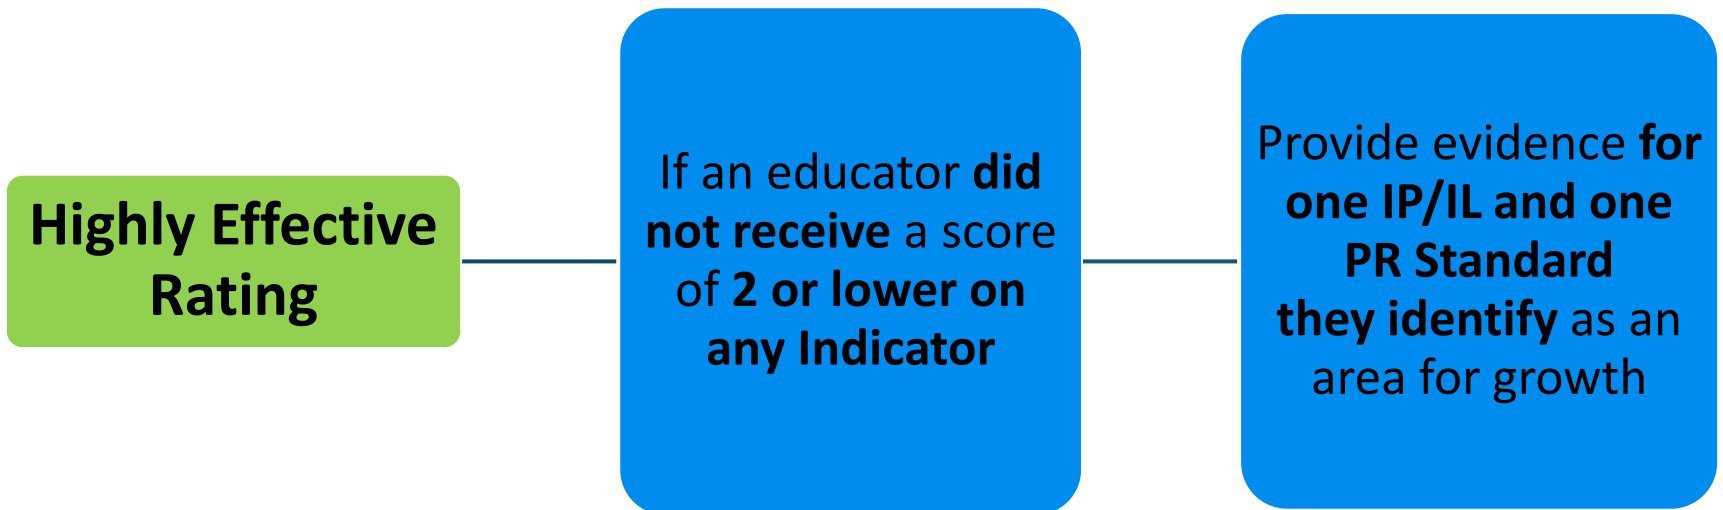 Highly Effective
Rating
If an educator did
not receive a score
of 2 or lower on
any Indicator
Provide evidence for
one IP/IL and one
PR Standard
they identify as an
area for growth